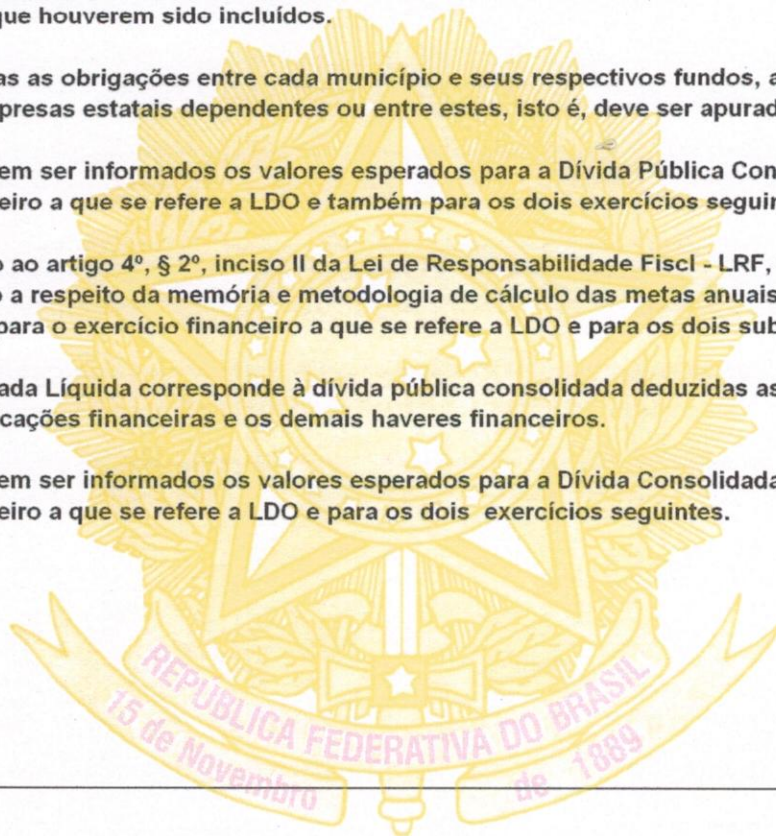 que houverem sido incluídos.
as as obrigações entre cada município e seus respectivos fundos, a
presas estatais dependentes ou entre estes, isto é, deve ser apurad
em ser informados os valores esperados para a Dívida Pública Con
eiro a que se refere a LDO e também para os dois exercícios seguin
o ao artigo 4º, § 2º, inciso II da Lei de Responsabilidade Fiscl - LRF,
o a respeito da memória e metodologia de cálculo das metas anuais
para o exercício financeiro a que se refere a LDO e para os dois sub
ada Líquida corresponde à dívida pública consolidada deduzidas as
cações financeiras e os demais haveres financeiros.
em ser informados os valores esperados para a Dívida Consolidada
eiro a que se refere a LDO e para os dois exercícios seguintes.
REPÚBLICA FEDERATIVA DO BRASIL
15 de Novembro de 1889